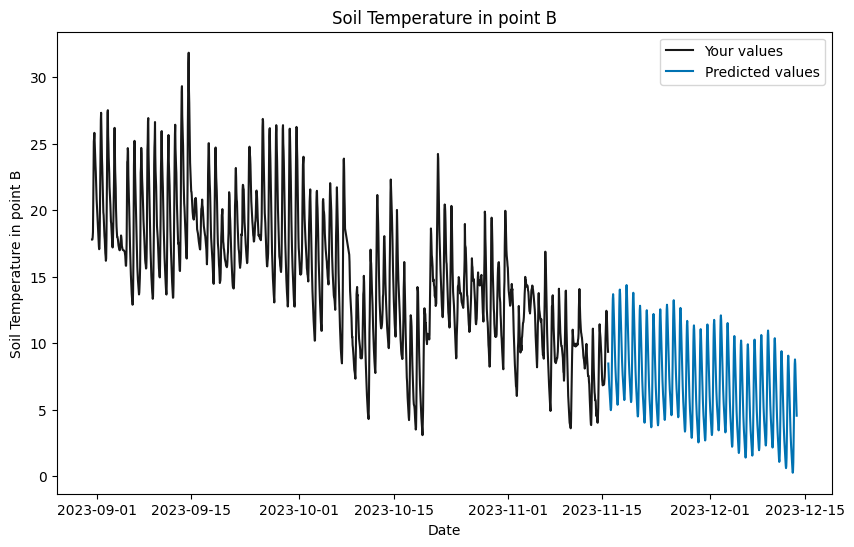 Soil Temperature in point B
Your values
Predicted values
Soil Temperature in point B
30
25
20
15
10
5
0
2023-09-01 2023-09-15 2023-10-01 2023-10-15 2023-11-01 2023-11-15 2023-12-01 2023-12-15
Date